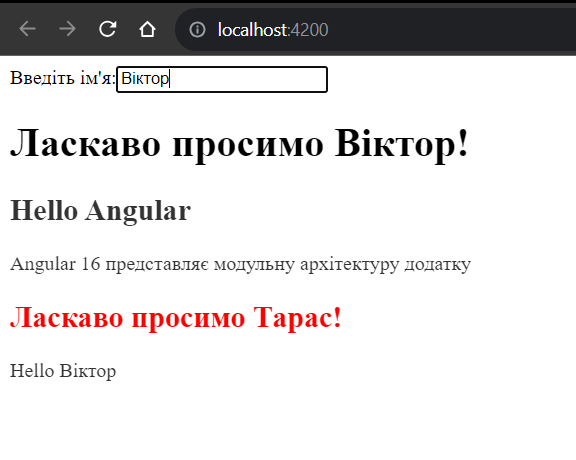 localhost:4200
Введіть ім'я: Віктор
Ласкаво просимо Віктор!
Hello Angular
Angular 16 представляє модульну архітектуру додатку
Ласкаво просимо Тарас!
Hello Віктор